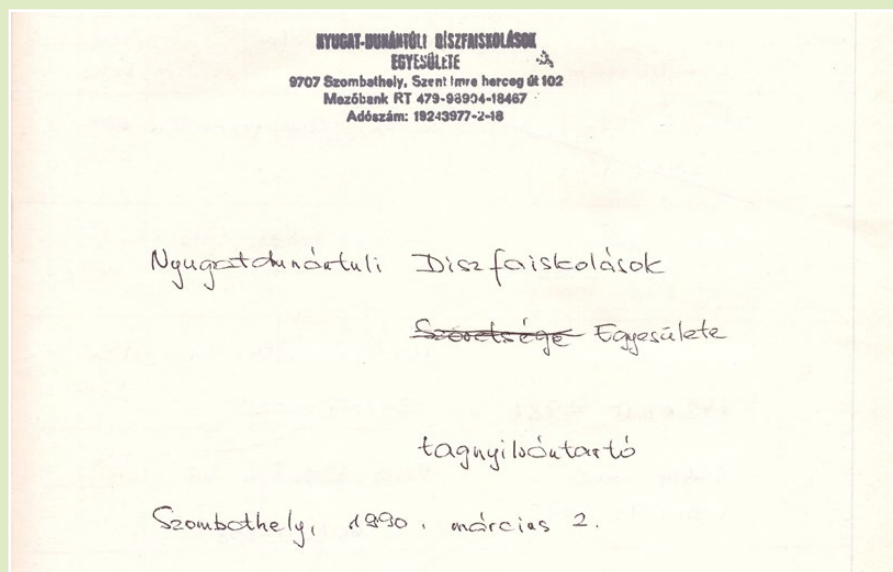 NYUGAT-DUNÁNTÚLI DÍSZFAISKOLÁSOK
EGYESÜLETE
9707 Szombathely, Szent Imre herceg út 102
Mezőbank RT 479-98904-18467
Adószám: 19243977-2-18
Nyugatdunántuli Díszfaiskolások
Szövetsége Egyesülete
tagnyilvántartó
Szombathely, 1990. március 2.